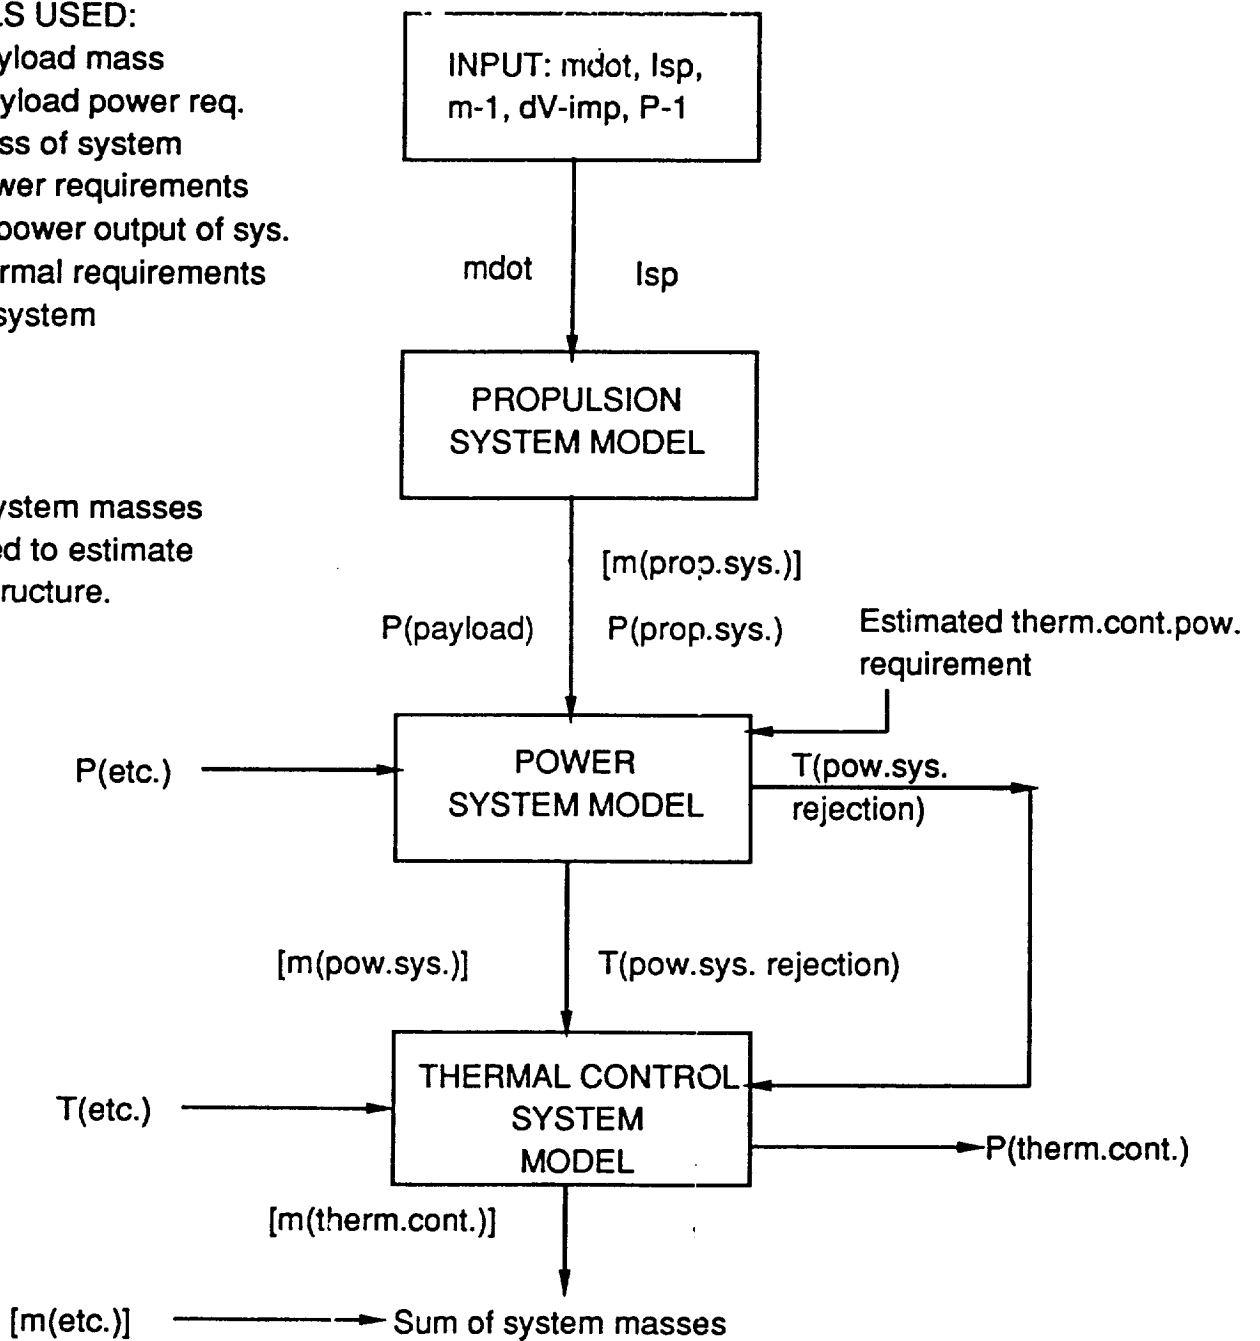 LS USED:
yload mass
yload power req.
ss of system
wer requirements
power output of sys.
rmal requirements
system
INPUT: mdot, Isp,
m-1, dV-imp, P-1
mdot
Isp
PROPULSION
SYSTEM MODEL
ystem masses
ed to estimate
ructure.
[m(prop.sys.)]
P(payload)
P(prop.sys.)
Estimated therm.cont.pow.
requirement
P(etc.)
POWER
SYSTEM MODEL
T(pow.sys.
rejection)
[m(pow.sys.)]
T(pow.sys. rejection)
T(etc.)
THERMAL CONTROL
SYSTEM
MODEL
P(therm.cont.)
[m(therm.cont.)]
[m(etc.)]
Sum of system masses